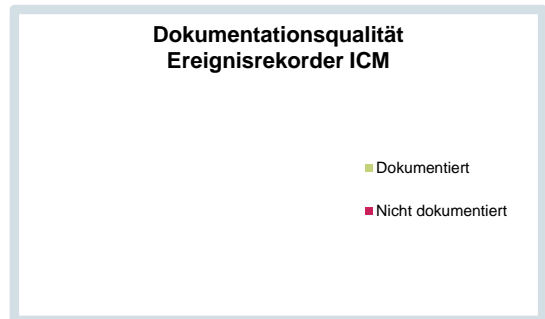 Dokumentationsqualität
Ereignisrekorder ICM
Dokumentiert
Nicht dokumentiert